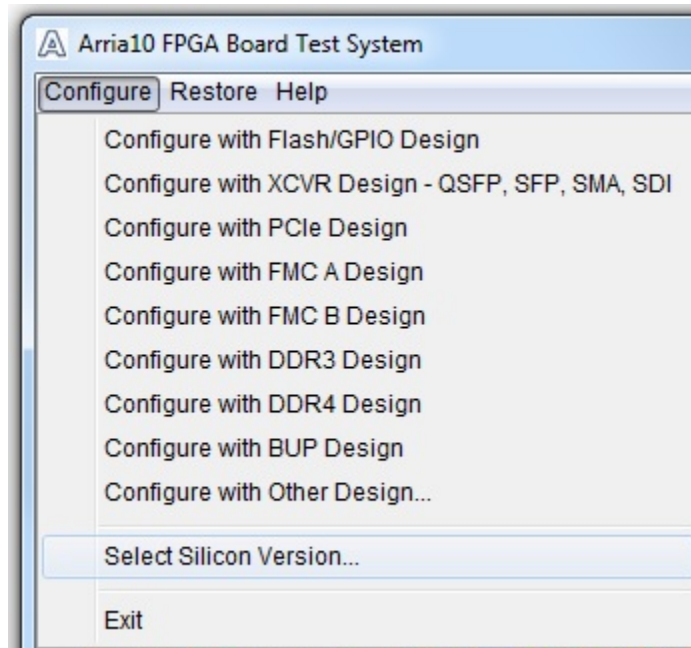 Arria10 FPGA Board Test System
Configure Restore Help
Configure with Flash/GPIO Design
Configure with XCVR Design - QSFP, SFP, SMA, SDI
Configure with PCIe Design
Configure with FMC A Design
Configure with FMC B Design
Configure with DDR3 Design
Configure with DDR4 Design
Configure with BUP Design
Configure with Other Design...
Select Silicon Version...
Exit